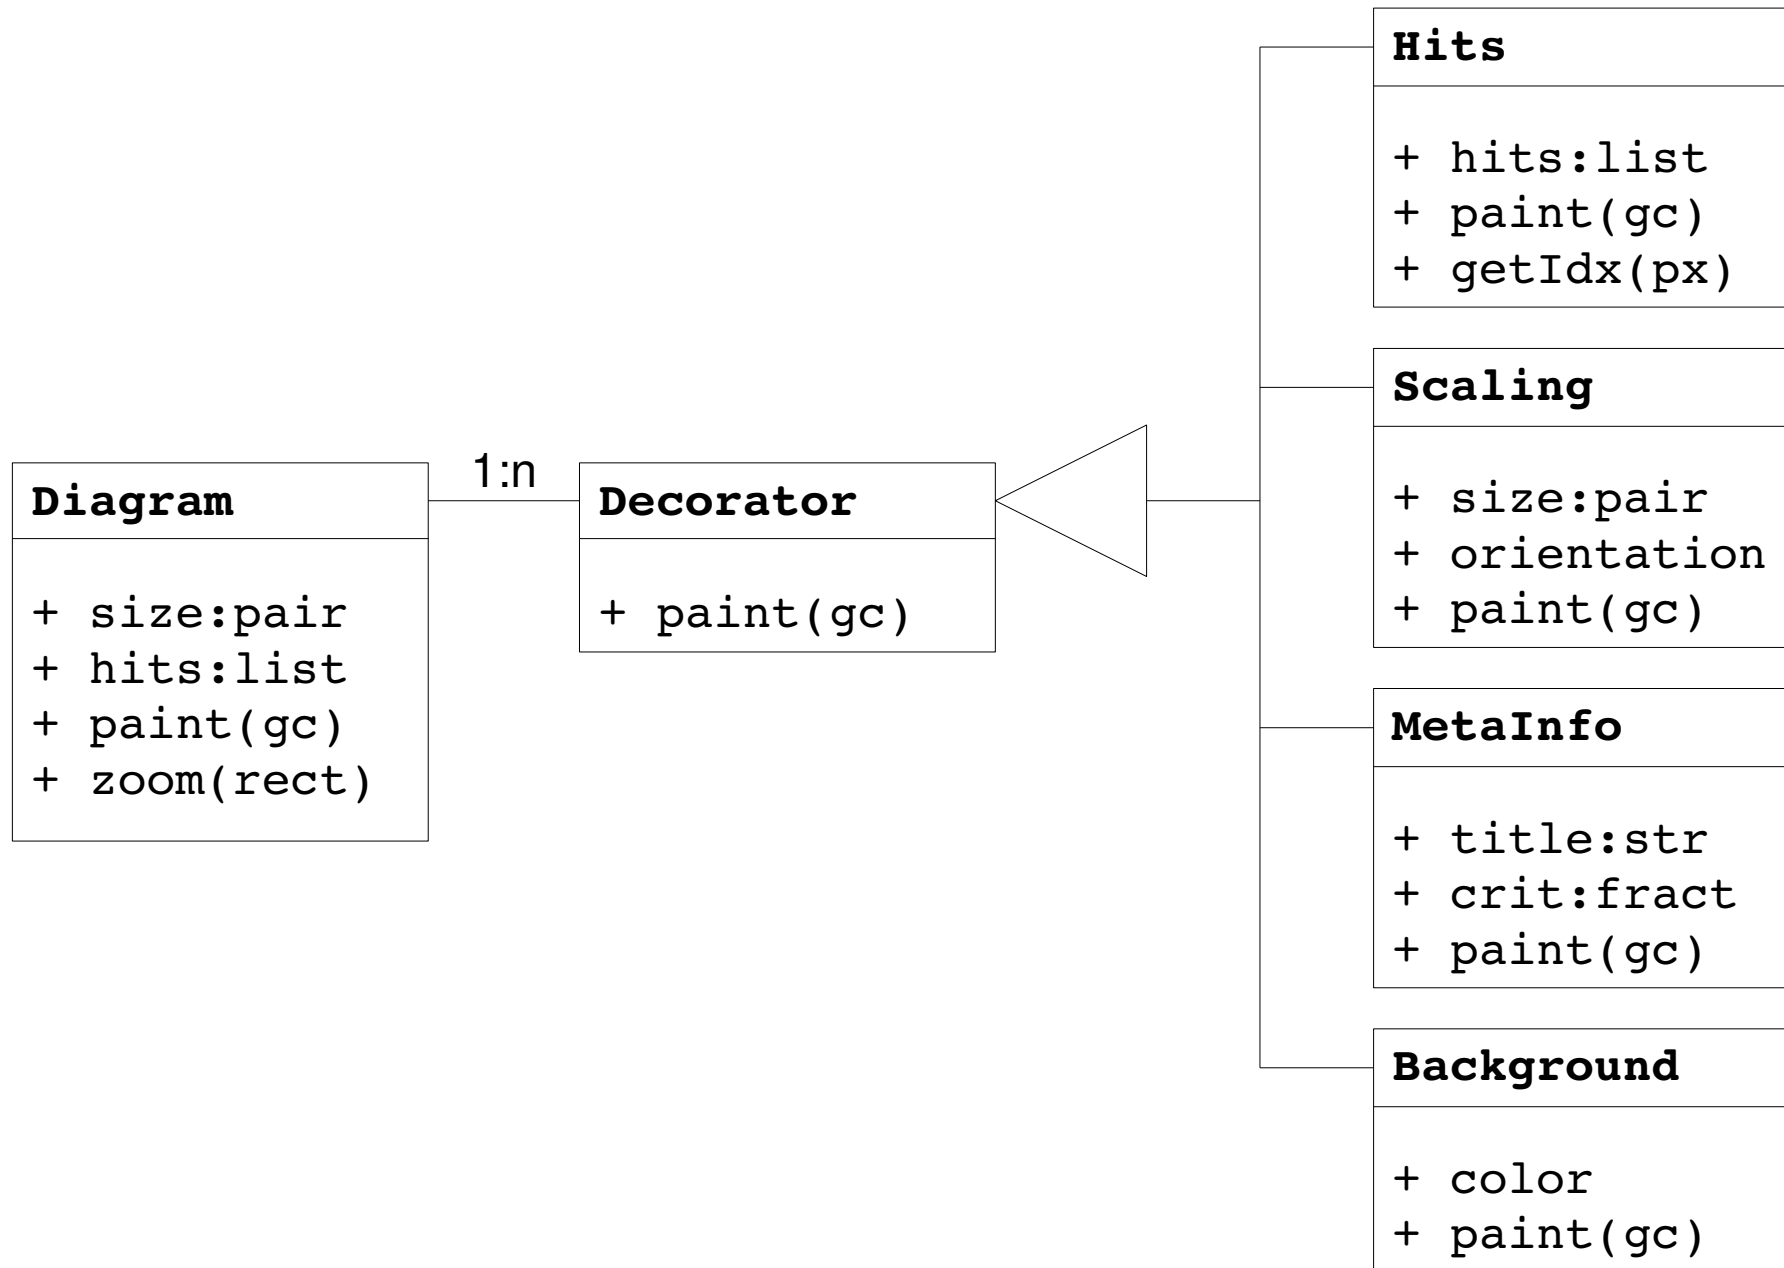 Diagram
+ size:pair
+ hits:list
+ paint(gc)
+ zoom(rect)
1:n
Decorator
+ paint(gc)
Hits
+ hits:list
+ paint(gc)
+ getIdx(px)
Scaling
+ size:pair
+ orientation
+ paint(gc)
MetaInfo
+ title:str
+ crit:fract
+ paint(gc)
Background
+ color
+ paint(gc)